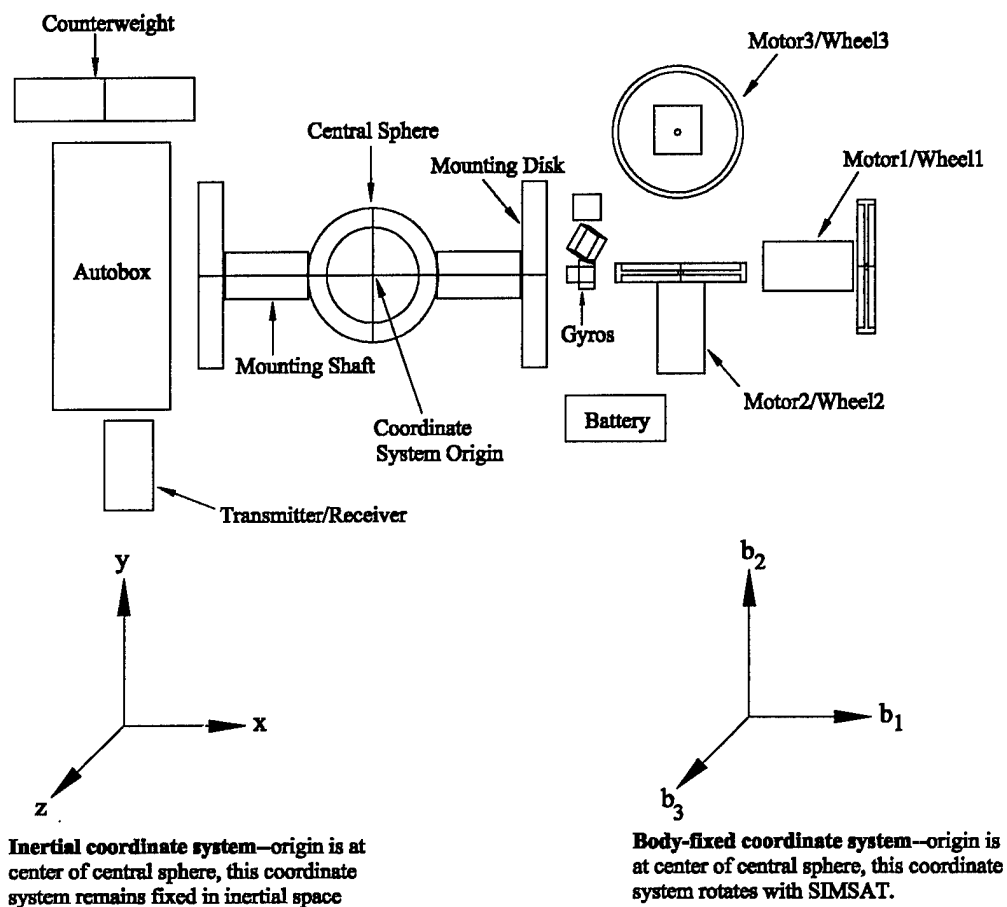 Counterweight
Motor3/Wheel3
Central Sphere
Mounting Disk
Motor1/Wheel1
Autobox
Gyros
Mounting Shaft
Motor2/Wheel2
Battery
Coordinate
System Origin
Transmitter/Receiver
y
x
z
b2
b1
b3
Inertial coordinate system--origin is at
center of central sphere, this coordinate
system remains fixed in inertial space
Body-fixed coordinate system--origin is
at center of central sphere, this coordinate
system rotates with SIMSAT.